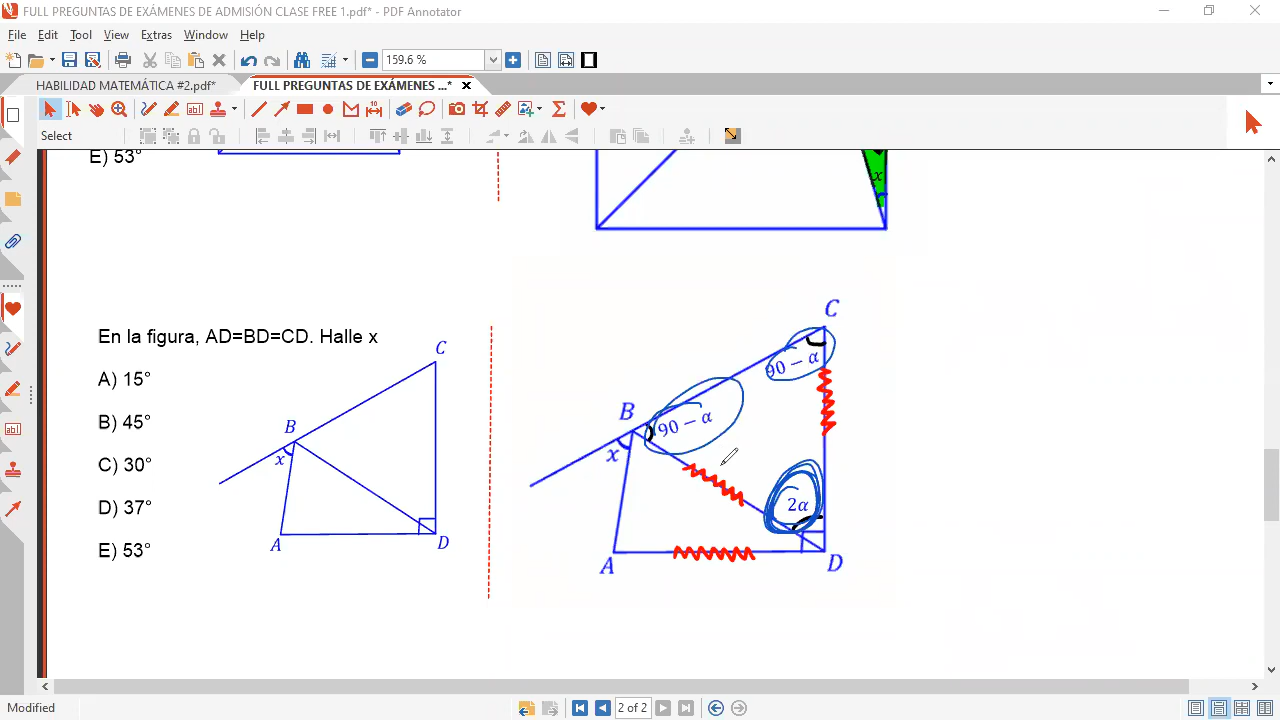 FULL PREGUNTAS DE EXÁMENES DE ADMISIÓN CLASE FREE 1.pdf* - PDF Annotator
File Edit Tool View Extras Window Help
159.6 %
HABILIDAD MATEMÁTICA #2.pdf* FULL PREGUNTAS DE EXÁMENES ...*
Select
E) 53°
x
En la figura, AD=BD=CD. Halle x
A) 15°
B) 45°
C) 30°
D) 37°
E) 53°
C
B
x
A
D
C
90 − α
B
90 − α
x
2α
A
D
Modified
2 of 2